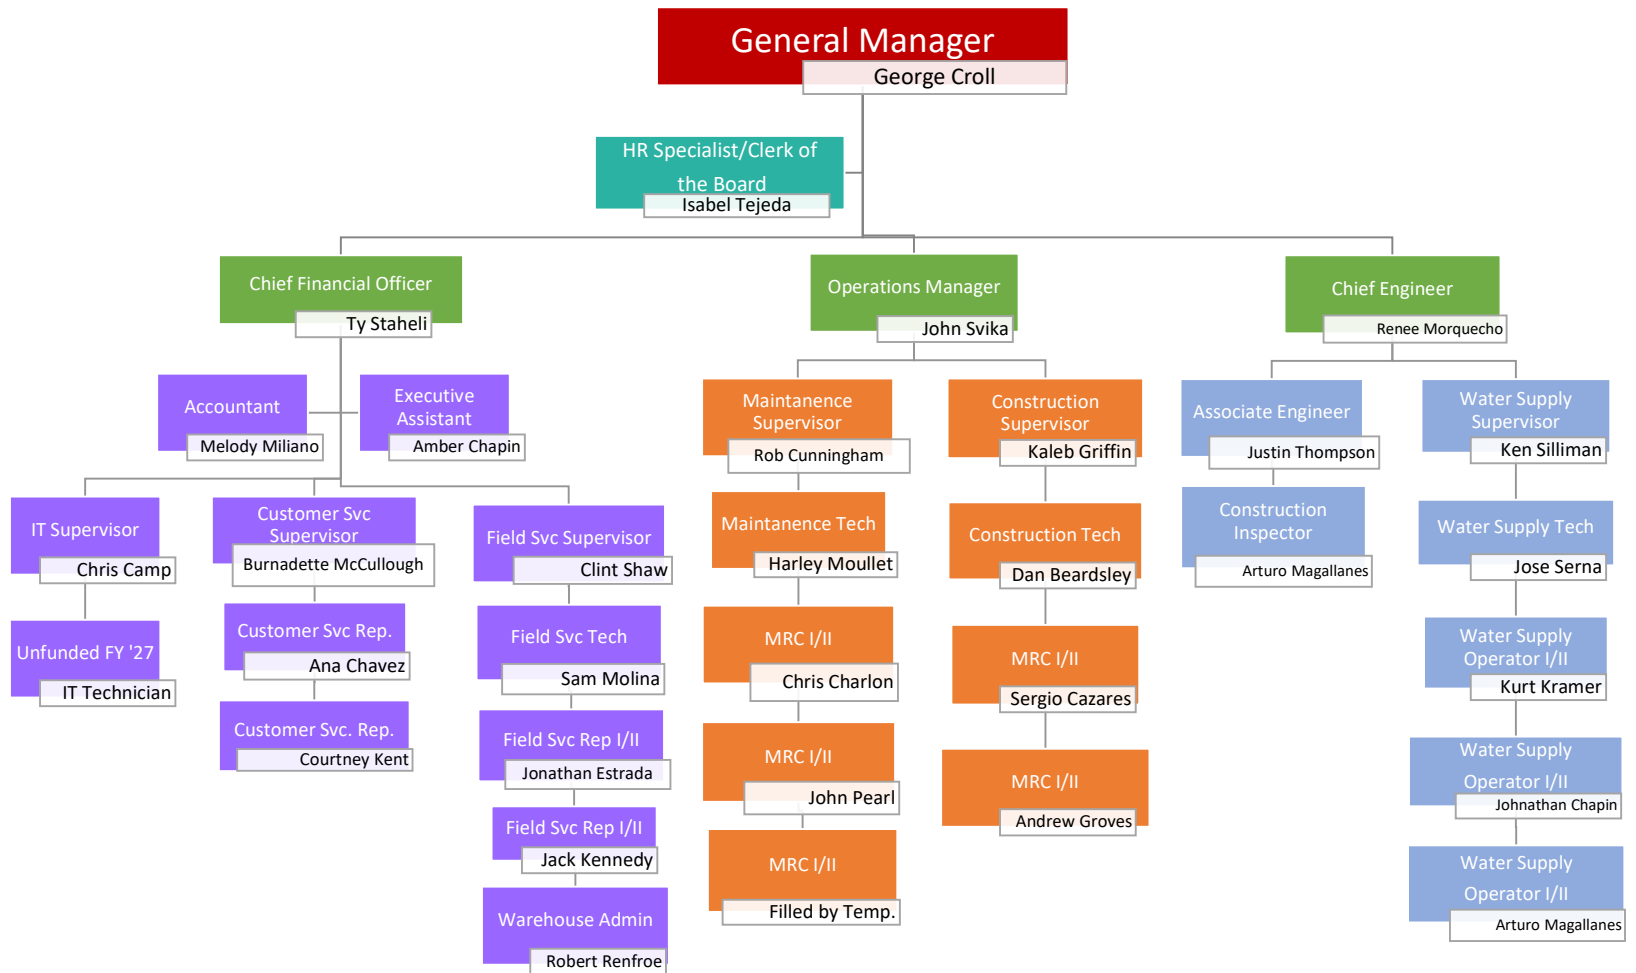 General Manager
George Croll
HR Specialist/Clerk of
the Board
Isabel Tejeda
Chief Financial Officer
Ty Staheli
Operations Manager
John Svika
Chief Engineer
Renee Morquecho
Accountant
Melody Miliano
Executive
Assistant
Amber Chapin
IT Supervisor
Chris Camp
Unfunded FY '27
IT Technician
Customer Svc
Supervisor
Burnadette McCullough
Customer Svc Rep.
Ana Chavez
Customer Svc. Rep.
Courtney Kent
Field Svc Supervisor
Clint Shaw
Field Svc Tech
Sam Molina
Field Svc Rep I/II
Jonathan Estrada
Field Svc Rep I/II
Jack Kennedy
Warehouse Admin
Robert Renfroe
Maintanence
Supervisor
Rob Cunningham
Maintanence Tech
Harley Moullet
MRC I/II
Chris Charlon
MRC I/II
John Pearl
MRC I/II
Filled by Temp.
Construction
Supervisor
Kaleb Griffin
Construction Tech
Dan Beardsley
MRC I/II
Sergio Cazares
MRC I/II
Andrew Groves
Associate Engineer
Justin Thompson
Construction
Inspector
Arturo Magallanes
Water Supply
Supervisor
Ken Silliman
Water Supply Tech
Jose Serna
Water Supply
Operator I/II
Kurt Kramer
Water Supply
Operator I/II
Johnathan Chapin
Water Supply
Operator I/II
Arturo Magallanes